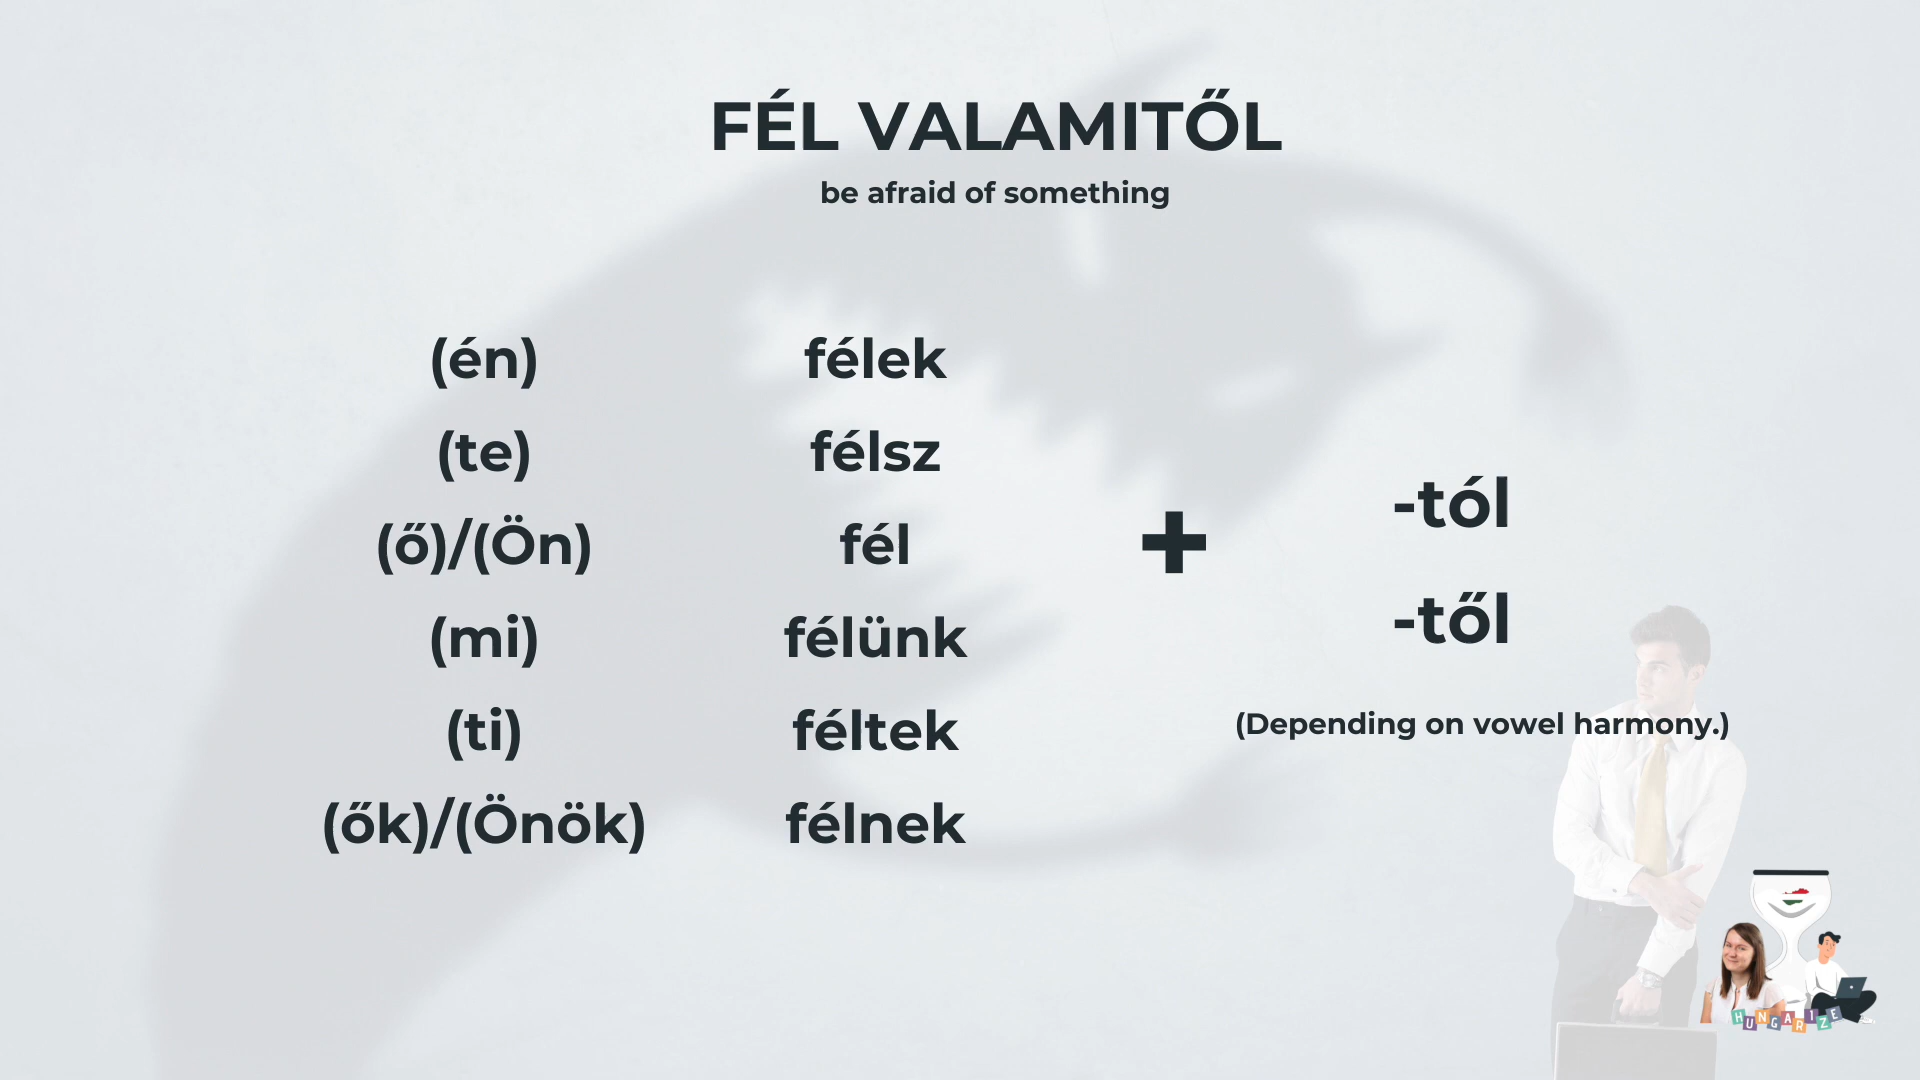 FÉL VALAMITŐL
be afraid of something
(én) félek
(te) félsz
(ő)/(Ön) fél
(mi) félünk
(ti) féltek
(ők)/(Önök) félnek
+
-tól
-től
(Depending on vowel harmony.)
HUNGARIZE